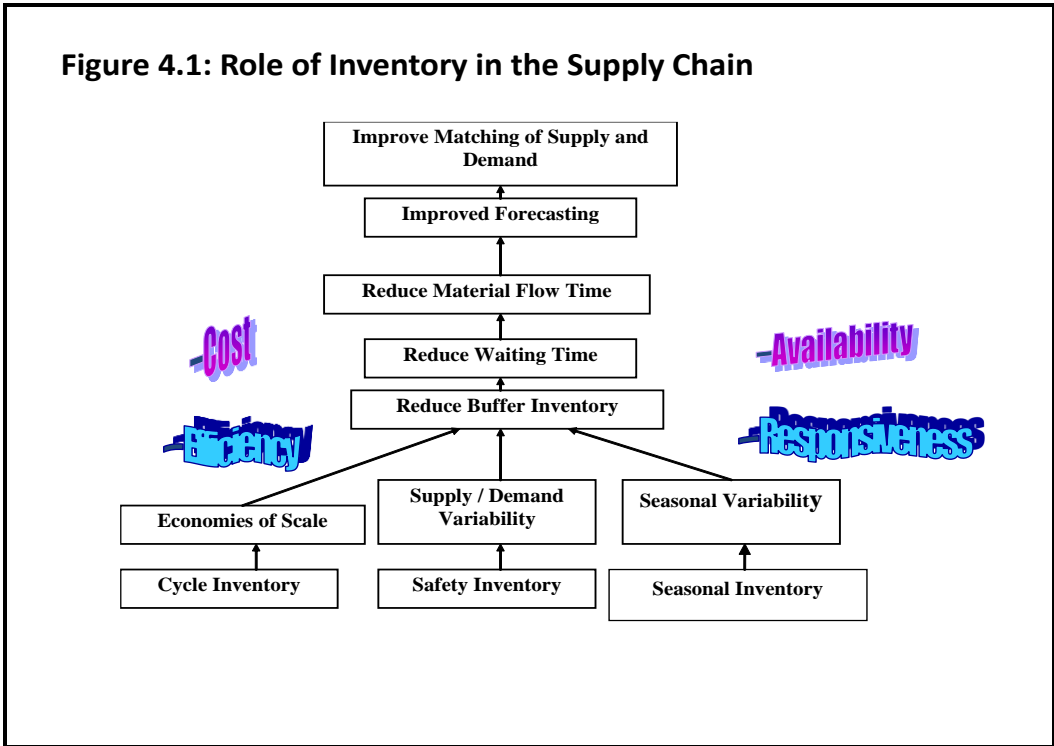 Figure 4.1: Role of Inventory in the Supply Chain
Improve Matching of Supply and
Demand
Improved Forecasting
Reduce Material Flow Time
–Cost
–Availability
Reduce Waiting Time
Reduce Buffer Inventory
–Efficiency
–Responsiveness
Economies of Scale
Supply / Demand
Variability
Seasonal Variability
Cycle Inventory
Safety Inventory
Seasonal Inventory